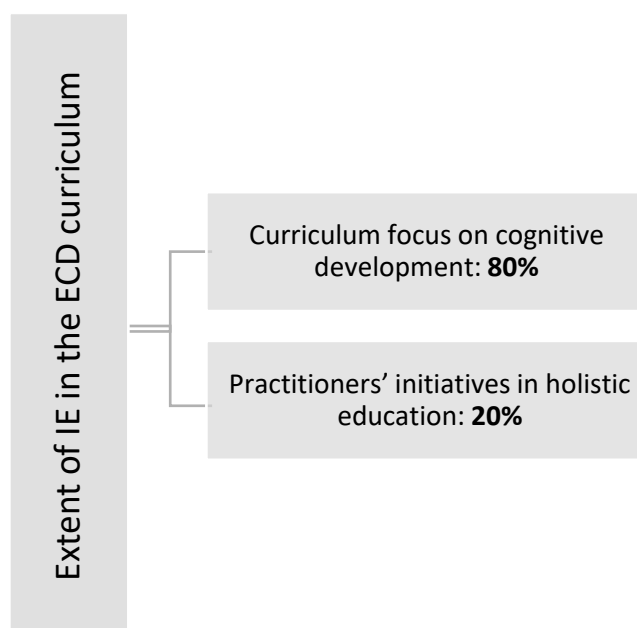 Extent of IE in the ECD curriculum
Curriculum focus on cognitive
development: 80%
Practitioners’ initiatives in holistic
education: 20%